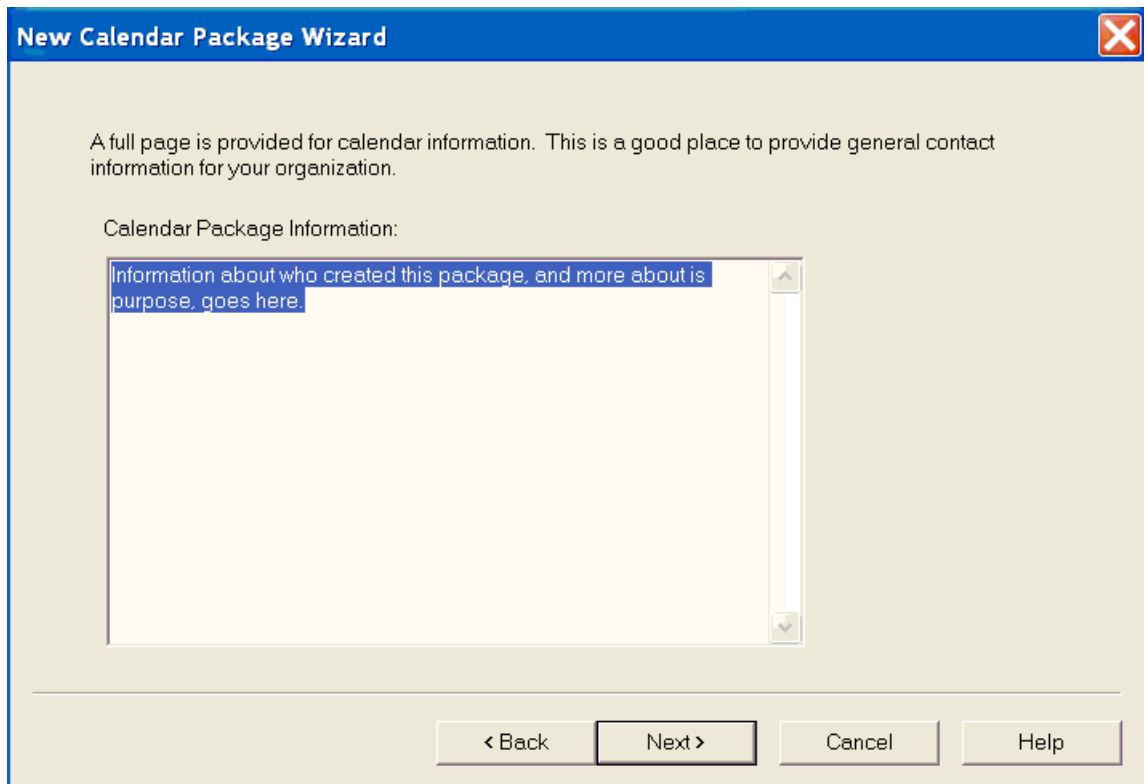 New Calendar Package Wizard
A full page is provided for calendar information.  This is a good place to provide general contact
information for your organization.
Calendar Package Information:
Information about who created this package, and more about is
purpose, goes here.
< Back   Next >   Cancel   Help